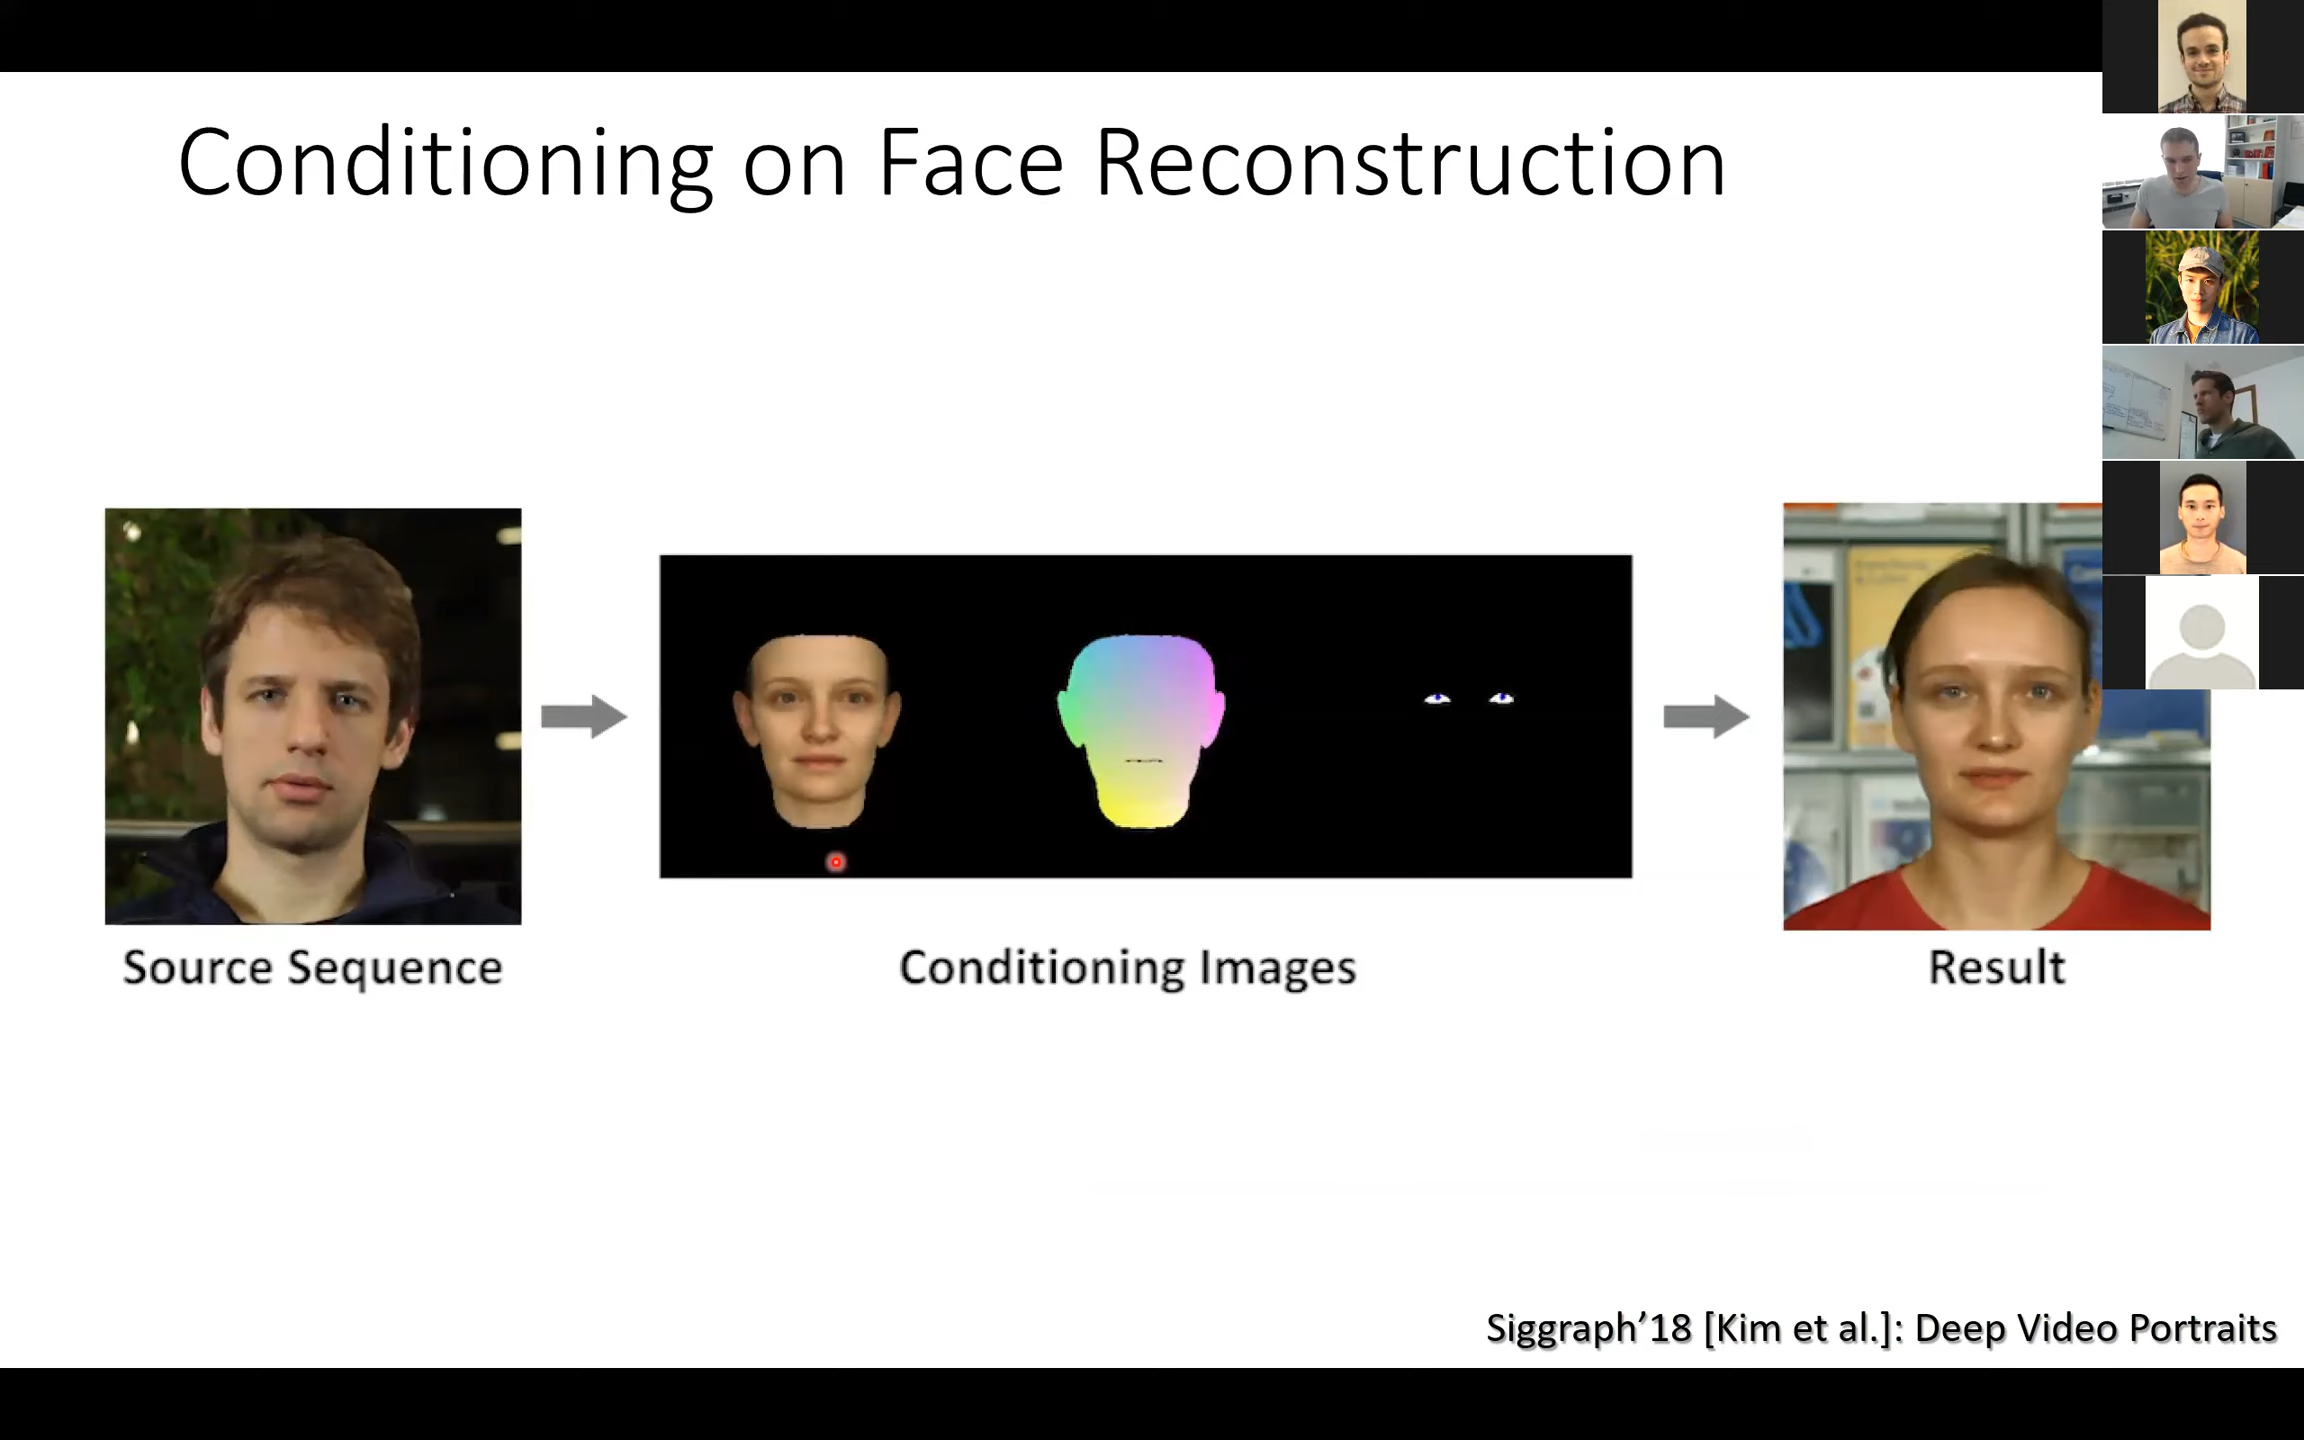 Conditioning on Face Reconstruction
Source Sequence
Conditioning Images
Result
Siggraph’18 [Kim et al.]: Deep Video Portraits